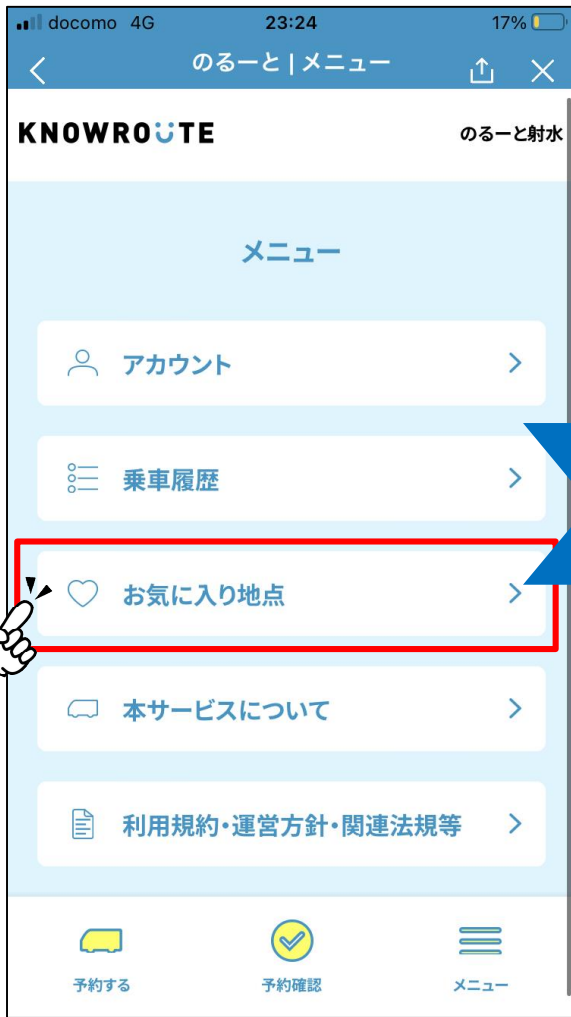 docomo 4G 23:24 17%
のるーと | メニュー
KNOWROUTE のるーと射水
メニュー
アカウント
乗車履歴
お気に入り地点
本サービスについて
利用規約・運営方針・関連法規等
予約する 予約確認 メニュー